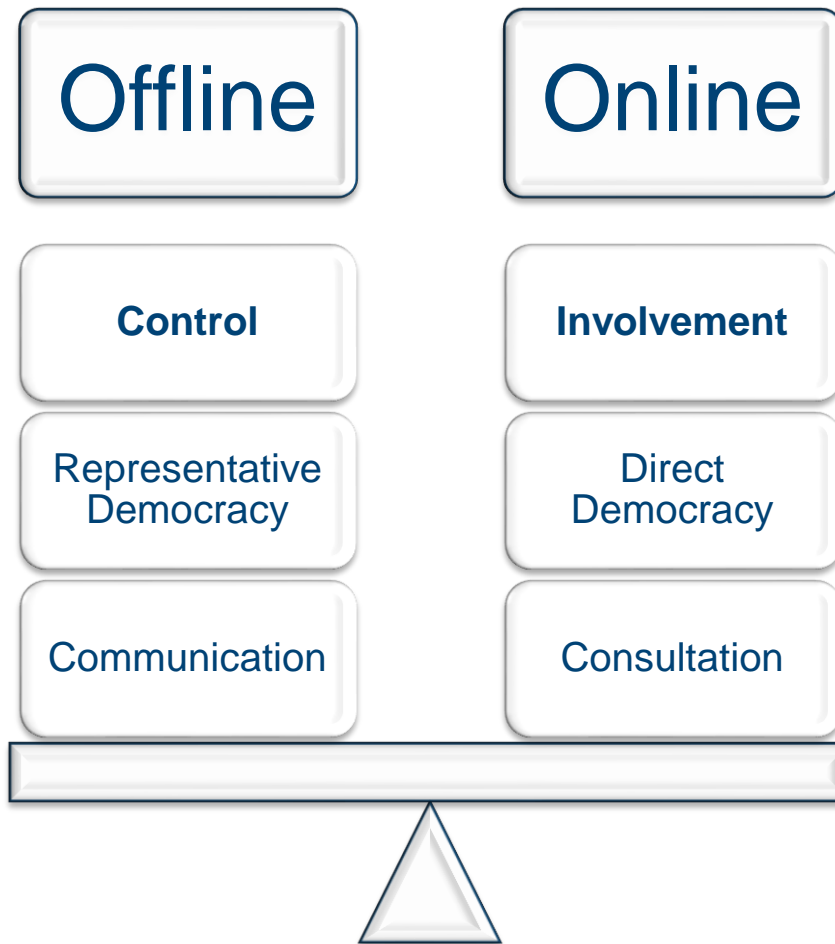 Offline
Online
Control
Involvement
Representative
Democracy
Direct
Democracy
Communication
Consultation